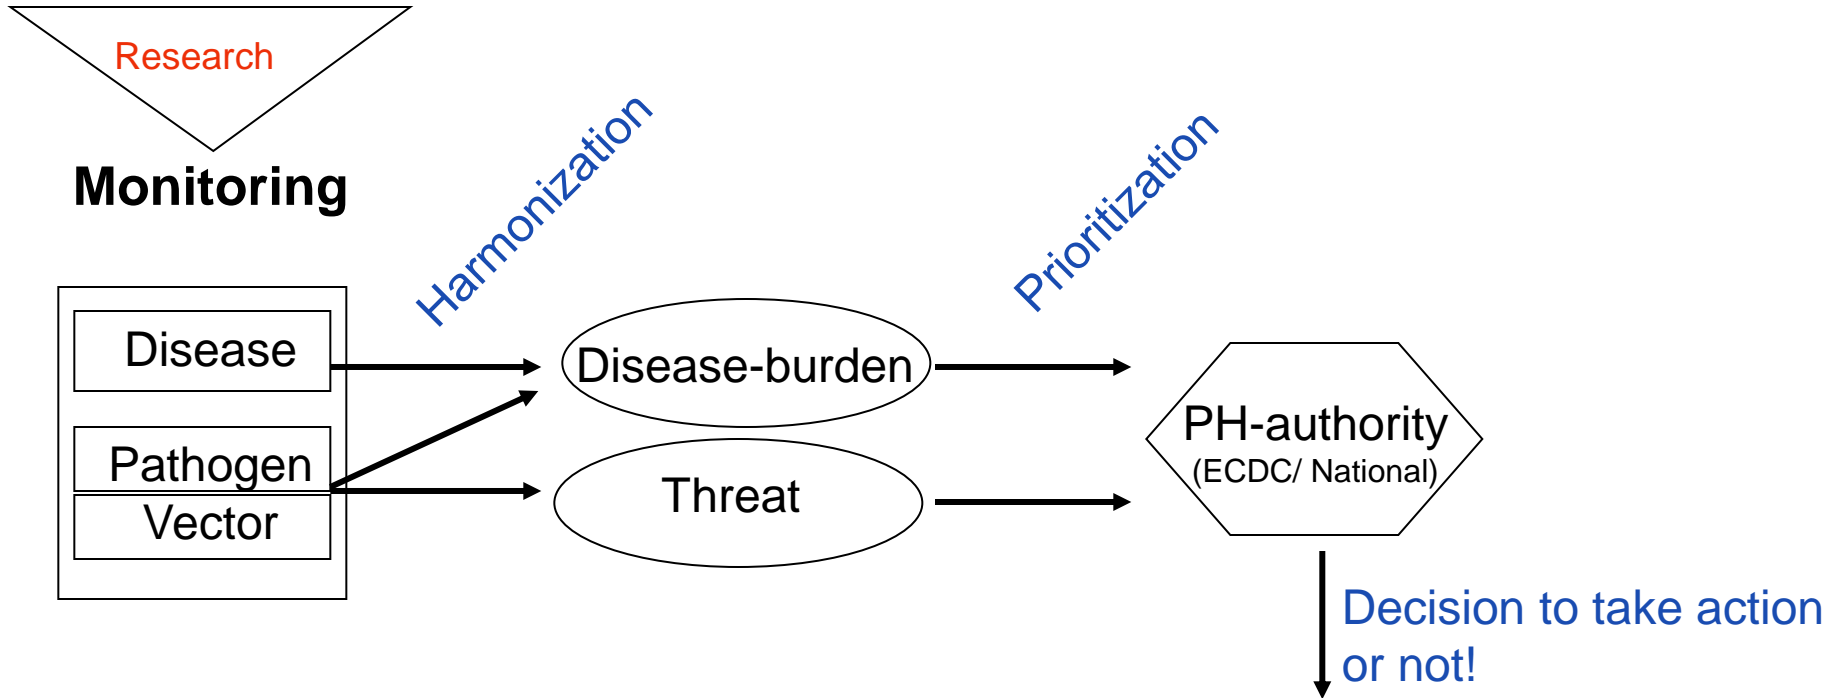 Research
Monitoring
Harmonization
Prioritization
Disease
Pathogen
Vector
Disease-burden
Threat
PH-authority
(ECDC/ National)
Decision to take action
or not!